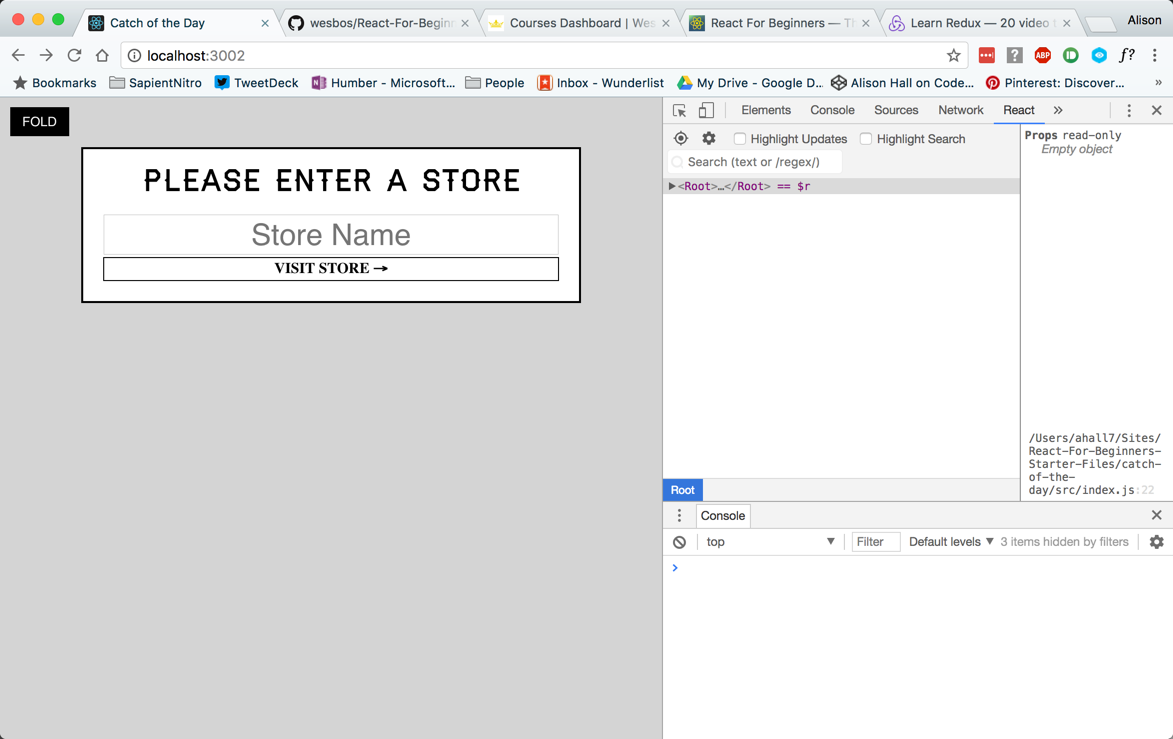 Catch of the Day
wesbos/React-For-Beginn
Courses Dashboard | Wes
React For Beginners — Th
Learn Redux — 20 video t
Alison
localhost:3002
ABP
f?
Bookmarks
SapientNitro
TweetDeck
Humber - Microsoft...
People
Inbox - Wunderlist
My Drive - Google D...
Alison Hall on Code...
Pinterest: Discover...
»
FOLD
PLEASE ENTER A STORE
Store Name
VISIT STORE →
Elements Console Sources Network React »
Highlight Updates Highlight Search
Search (text or /regex/)
<Root>…</Root> == $r
Props read-only
Empty object
/Users/ahall7/Sites/
React-For-Beginners-
Starter-Files/catch-
of-the-
day/src/index.js:22
Root
Console
top
Filter
Default levels
3 items hidden by filters